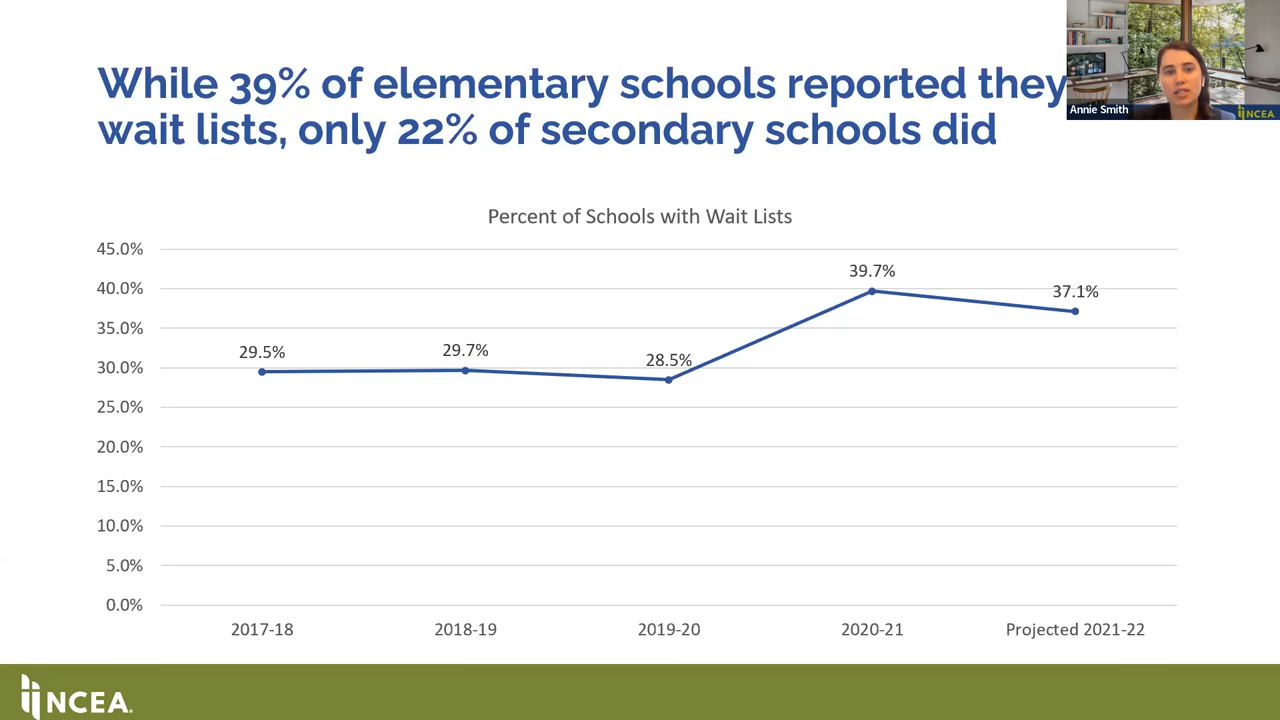 While 39% of elementary schools reported they
wait lists, only 22% of secondary schools did
Annie Smith
NCEA
Percent of Schools with Wait Lists
45.0%
40.0%
35.0%
30.0%
25.0%
20.0%
15.0%
10.0%
5.0%
0.0%
29.5%
29.7%
28.5%
39.7%
37.1%
2017-18
2018-19
2019-20
2020-21
Projected 2021-22
NCEA.